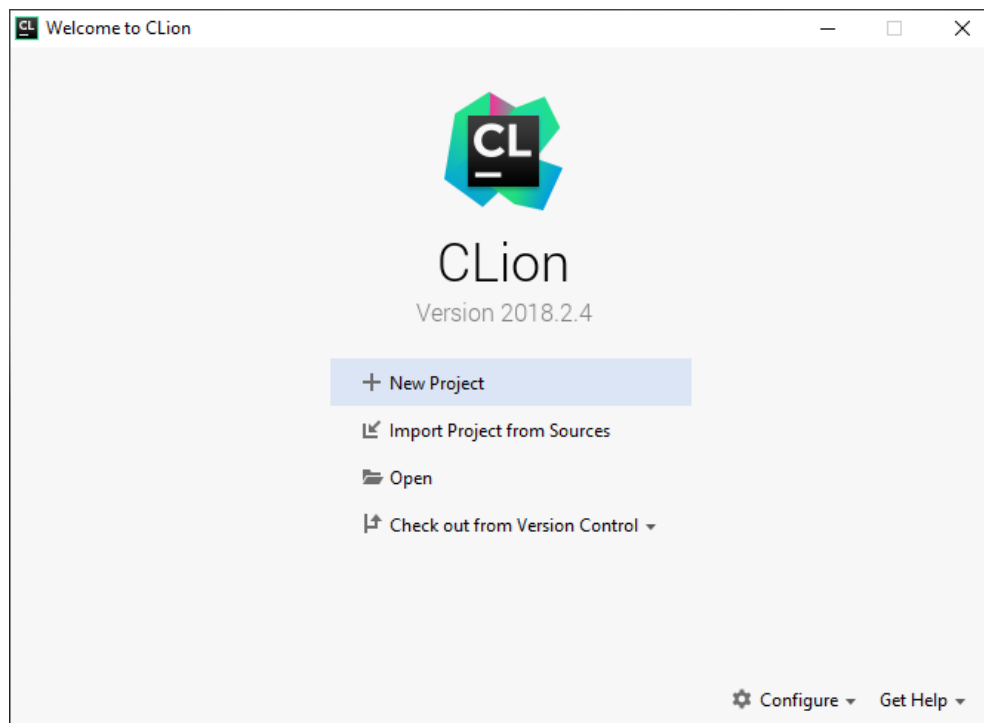 CL Welcome to CLion
CL
CLion
Version 2018.2.4
New Project
Import Project from Sources
Open
Check out from Version Control
Configure Get Help